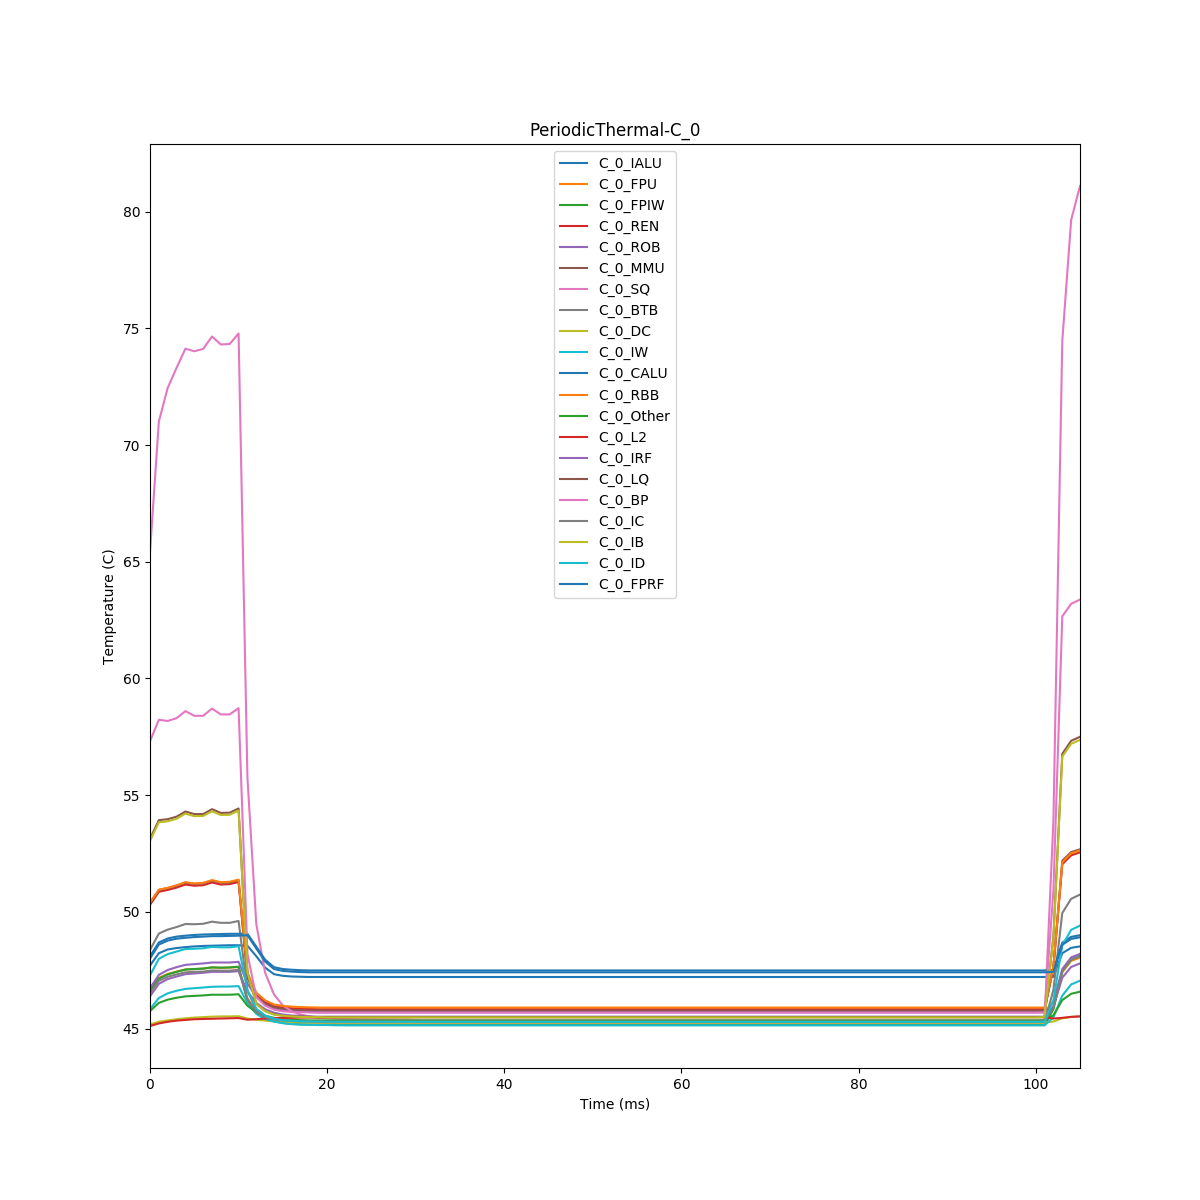 PeriodicThermal-C_0
C_0_IALU
C_0_FPU
C_0_FPIW
C_0_REN
C_0_ROB
C_0_MMU
C_0_SQ
C_0_BTB
C_0_DC
C_0_IW
C_0_CALU
C_0_RBB
C_0_Other
C_0_L2
C_0_IRF
C_0_LQ
C_0_BP
C_0_IC
C_0_IB
C_0_ID
C_0_FPRF
Temperature (C)
80
75
70
65
60
55
50
45
0 20 40 60 80 100
Time (ms)